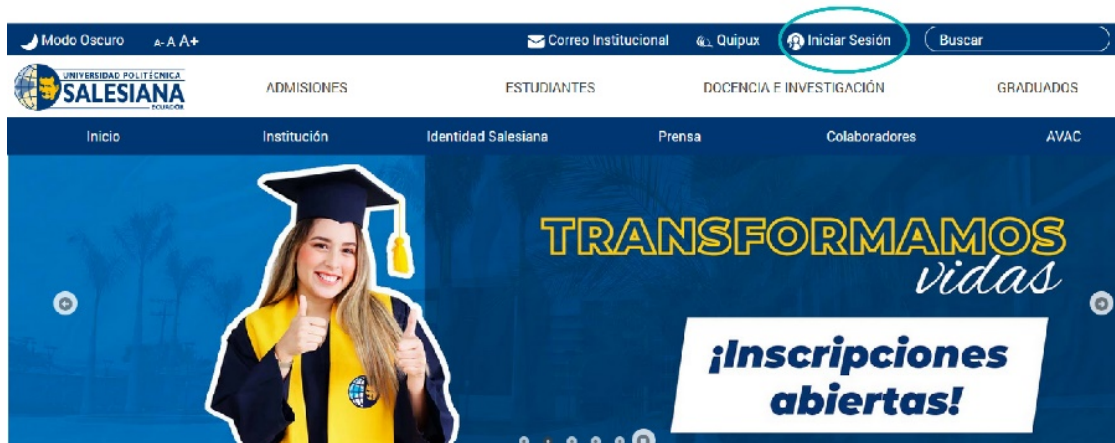 Modo Oscuro A- A A+ Correo Institucional Quipux Iniciar Sesión Buscar
UNIVERSIDAD POLITÉCNICA
SALESIANA
ECUADOR
ADMISIONES ESTUDIANTES DOCENCIA E INVESTIGACIÓN GRADUADOS
Inicio Institución Identidad Salesiana Prensa Colaboradores AVAC
TRANSFORMAMOS
vidas
¡Inscripciones
abiertas!